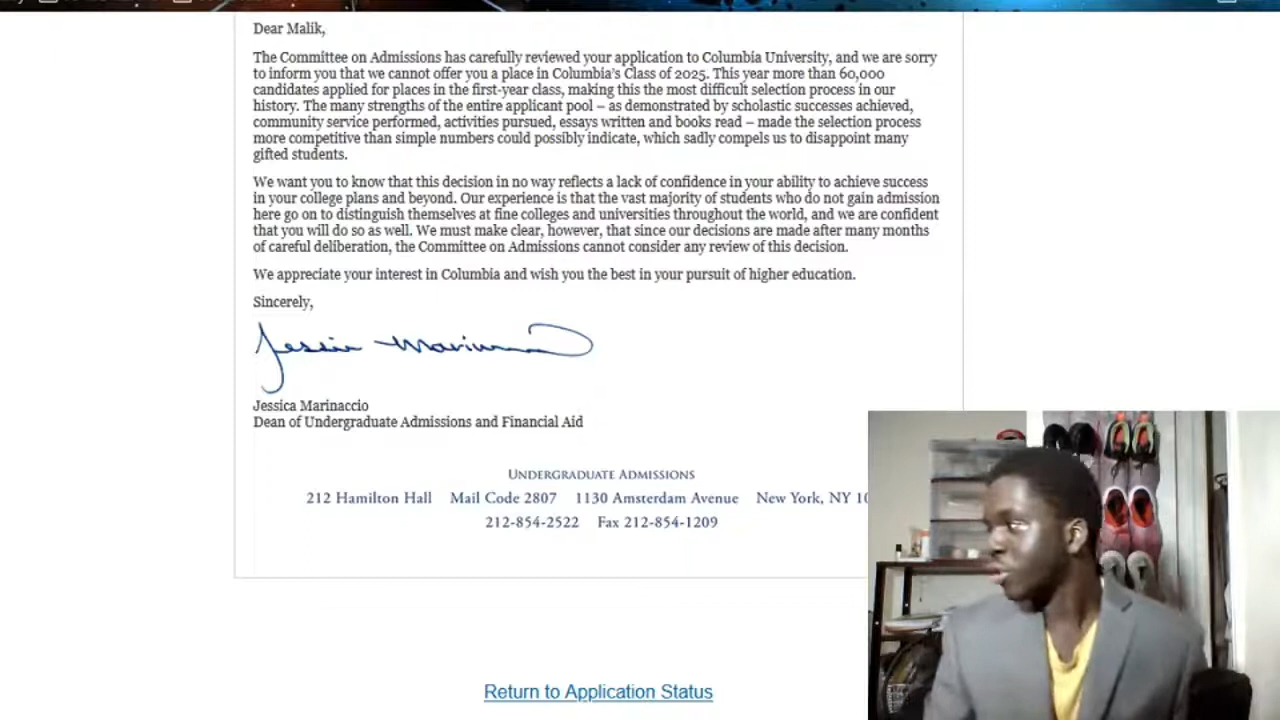 Dear Malik,
The Committee on Admissions has carefully reviewed your application to Columbia University, and we are sorry
to inform you that we cannot offer you a place in Columbia's Class of 2025. This year more than 60,000
candidates applied for places in the first-year class, making this the most difficult selection process in our
history. The many strengths of the entire applicant pool – as demonstrated by scholastic successes achieved,
community service performed, activities pursued, essays written and books read – made the selection process
more competitive than simple numbers could possibly indicate, which sadly compels us to disappoint many
gifted students.
We want you to know that this decision in no way reflects a lack of confidence in your ability to achieve success
in your college plans and beyond. Our experience is that the vast majority of students who do not gain admission
here go on to distinguish themselves at fine colleges and universities throughout the world, and we are confident
that you will do so as well. We must make clear, however, that since our decisions are made after many months
of careful deliberation, the Committee on Admissions cannot consider any review of this decision.
We appreciate your interest in Columbia and wish you the best in your pursuit of higher education.
Sincerely,
Jessica Marinaccio
Dean of Undergraduate Admissions and Financial Aid
Undergraduate Admissions
212 Hamilton Hall Mail Code 2807 1130 Amsterdam Avenue New York, NY
212-854-2522 Fax 212-854-1209
Return to Application Status